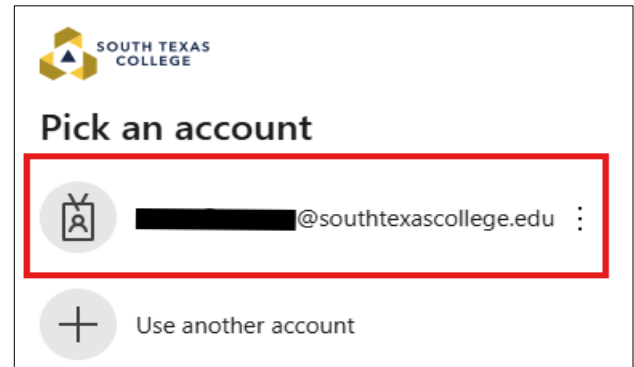 SOUTH TEXAS
COLLEGE
Pick an account
@southtexascollege.edu
Use another account